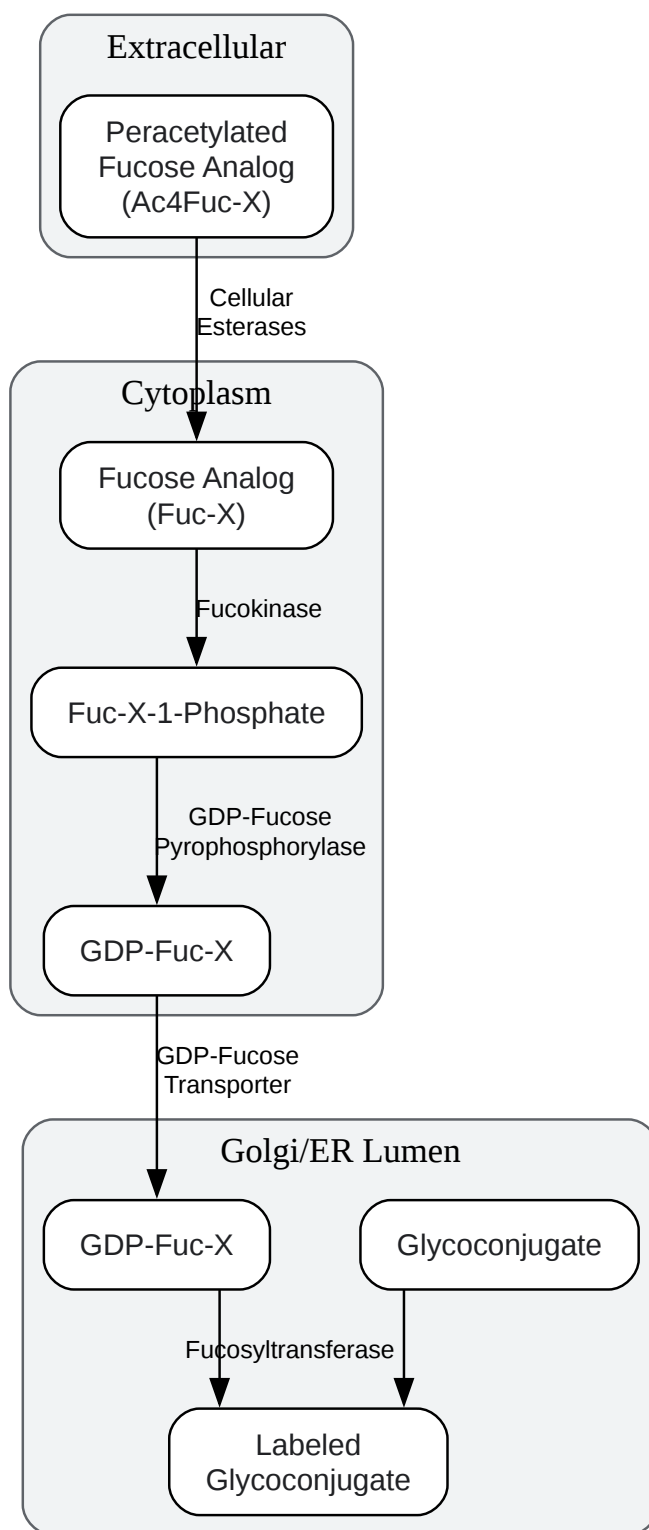 Extracellular
Peracetylated
Fucose Analog
(Ac4Fuc-X)
Cellular
Esterases
Cytoplasm
Fucose Analog
(Fuc-X)
Fucokinase
Fuc-X-1-Phosphate
GDP-Fucose
Pyrophosphorylase
GDP-Fuc-X
GDP-Fucose
Transporter
Golgi/ER Lumen
GDP-Fuc-X
Glycoconjugate
Fucosyltransferase
Labeled
Glycoconjugate